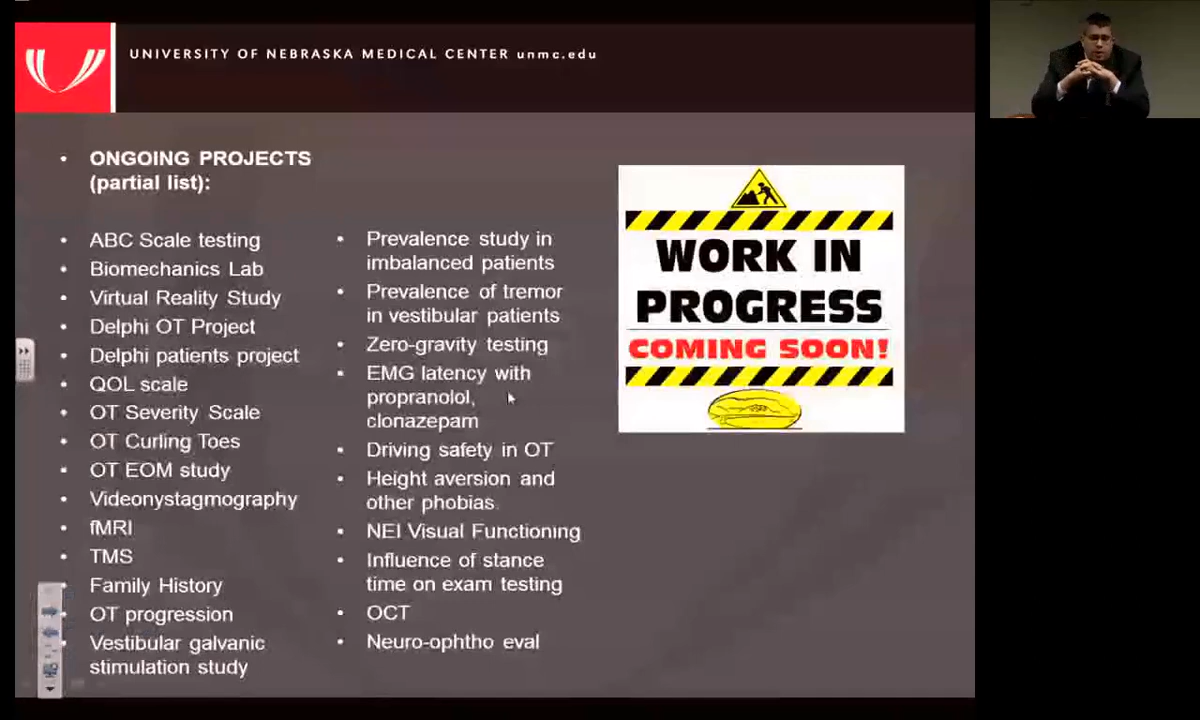 UNIVERSITY OF NEBRASKA MEDICAL CENTER unmc.edu
• ONGOING PROJECTS
(partial list):
• ABC Scale testing
• Biomechanics Lab
• Virtual Reality Study
• Delphi OT Project
• Delphi patients project
• QOL scale
• OT Severity Scale
• OT Curling Toes
• OT EOM study
• Videonystagmography
• fMRI
• TMS
• Family History
• OT progression
• Vestibular galvanic
stimulation study
• Prevalence study in
imbalanced patients
• Prevalence of tremor
in vestibular patients
• Zero-gravity testing
• EMG latency with
propranolol,
clonazepam
• Driving safety in OT
• Height aversion and
other phobias.
• NEI Visual Functioning
• Influence of stance
time on exam testing
• OCT
• Neuro-ophtho eval
WORK IN
PROGRESS
COMING SOON!